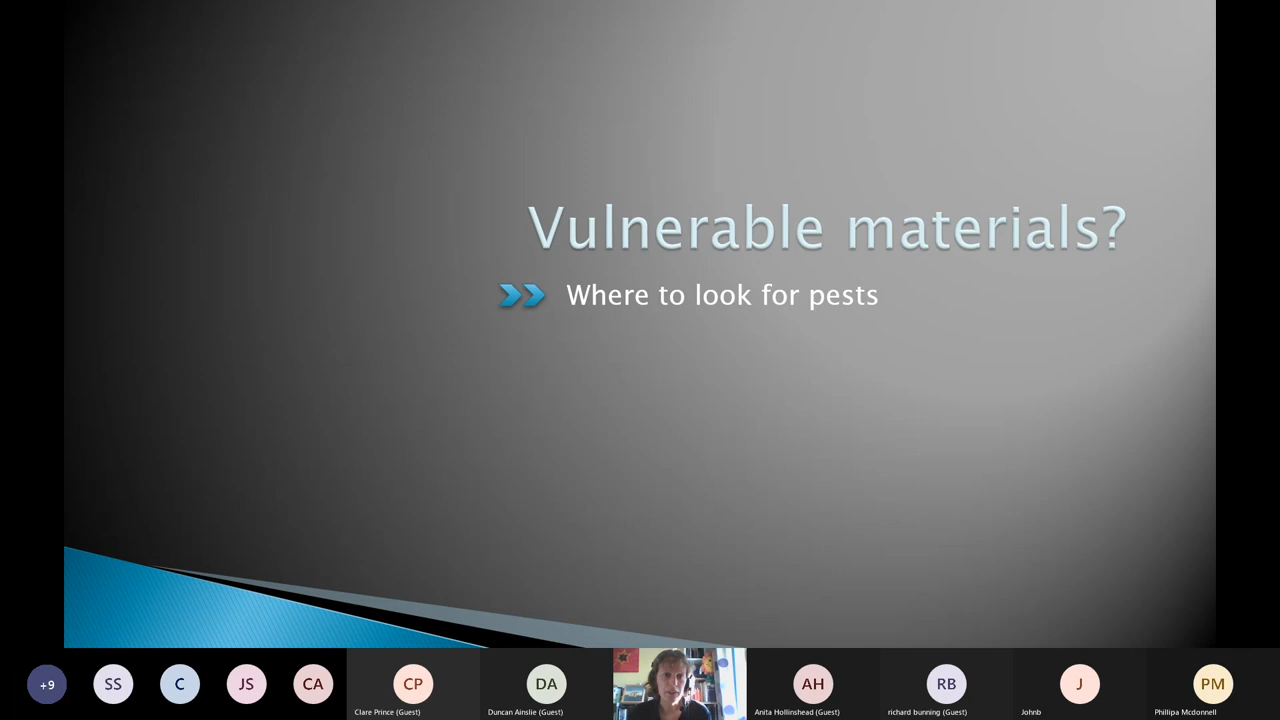 Vulnerable materials?
Where to look for pests
+9
SS
C
JS
CA
CP
Clare Prince (Guest)
DA
Duncan Ainslie (Guest)
AH
Anita Hollinshead (Guest)
RB
richard bunning (Guest)
J
Johnb
PM
Phillipa Mcdonnell